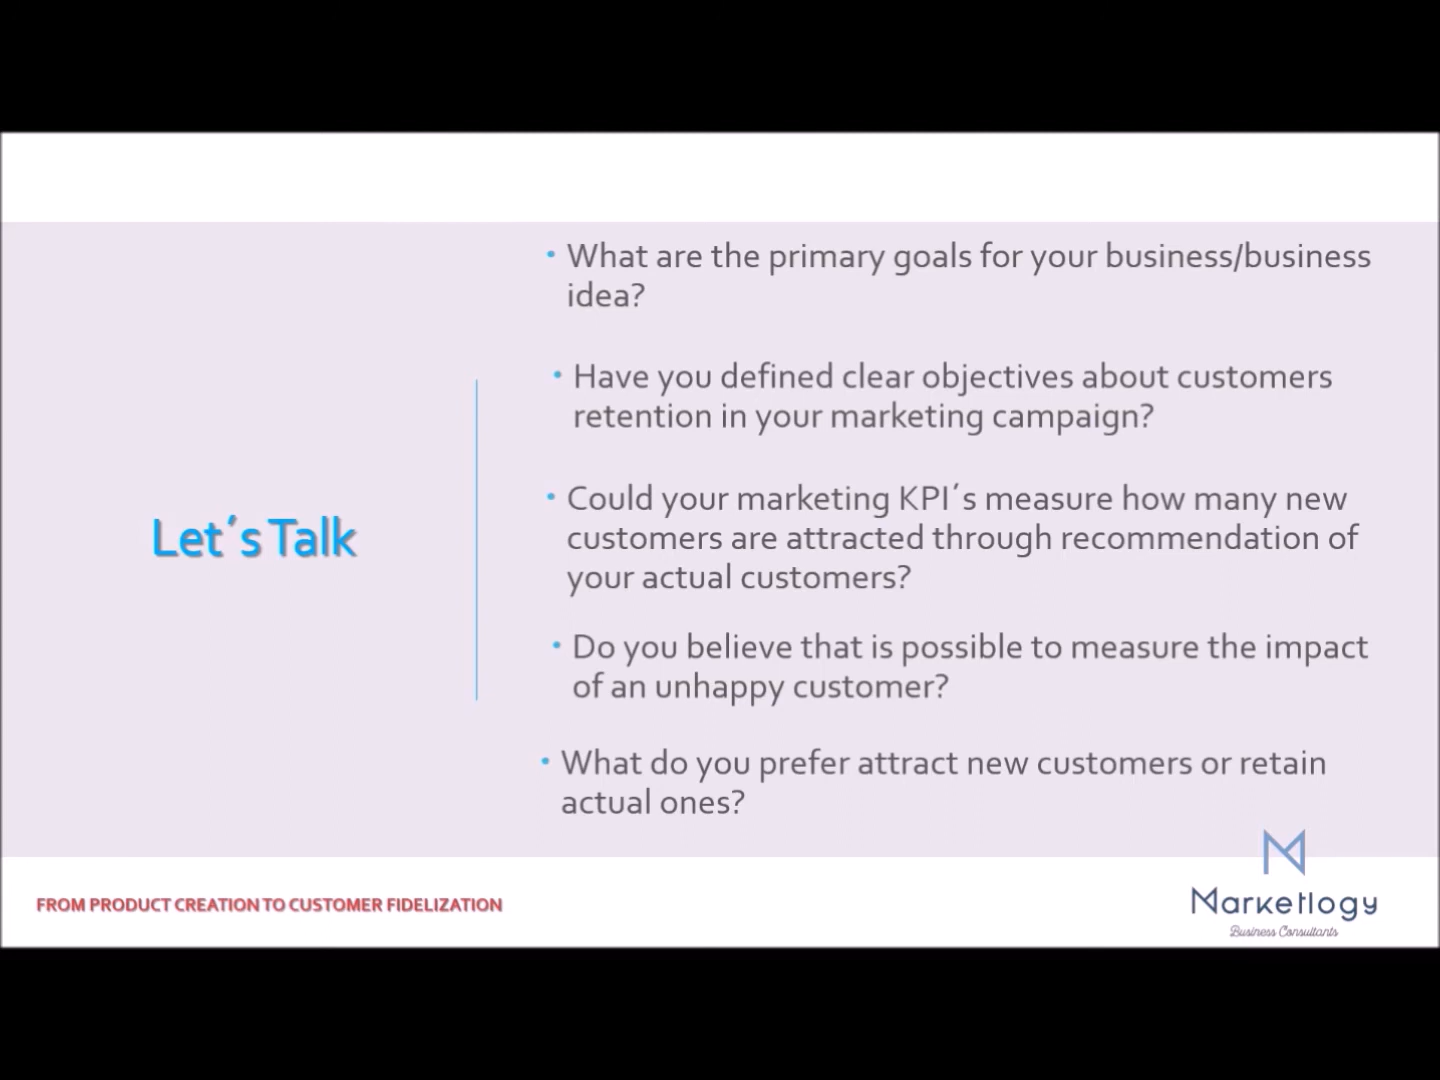 • What are the primary goals for your business/business
idea?
• Have you defined clear objectives about customers
retention in your marketing campaign?
• Could your marketing KPI´s measure how many new
customers are attracted through recommendation of
your actual customers?
Let´s Talk
• Do you believe that is possible to measure the impact
of an unhappy customer?
• What do you prefer attract new customers or retain
actual ones?
FROM PRODUCT CREATION TO CUSTOMER FIDELIZATION
Marketlogy
Business Consultants